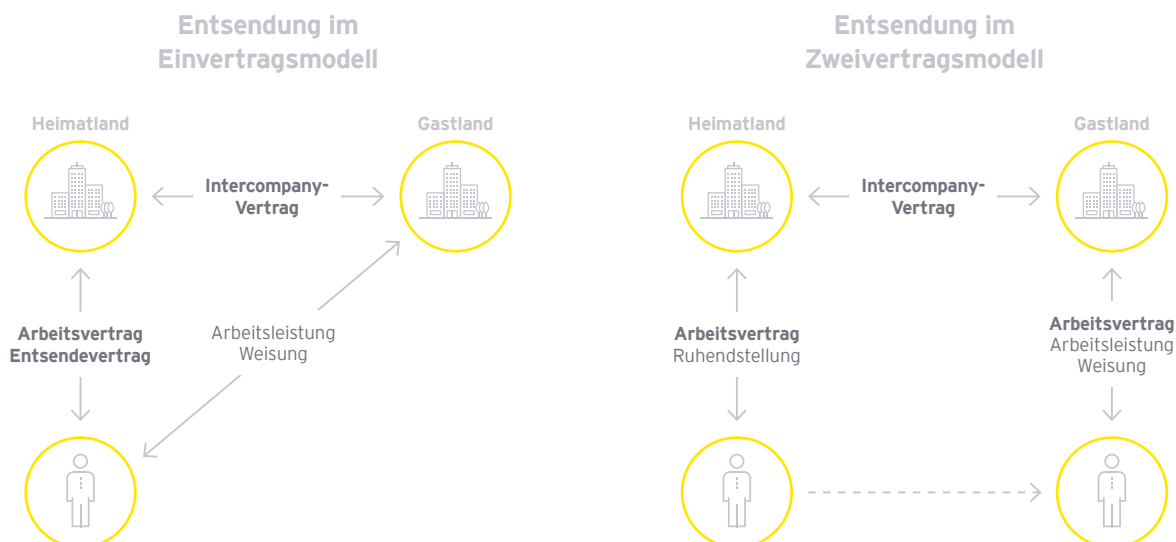 Entsendung im
Einvertragsmodell
Heimatland
Gastland
Intercompany-
Vertrag
Arbeitsvertrag
Entsendevertrag
Arbeitsleistung
Weisung
Entsendung im
Zweivertragsmodell
Heimatland
Gastland
Intercompany-
Vertrag
Arbeitsvertrag
Ruhendstellung
Arbeitsvertrag
Arbeitsleistung
Weisung